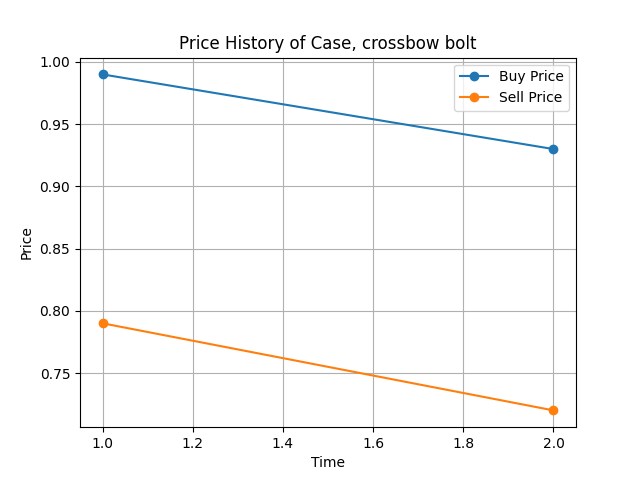 Price History of Case, crossbow bolt
Buy Price
Sell Price
1.00
0.95
0.90
0.85
0.80
0.75
Price
1.0 1.2 1.4 1.6 1.8 2.0
Time